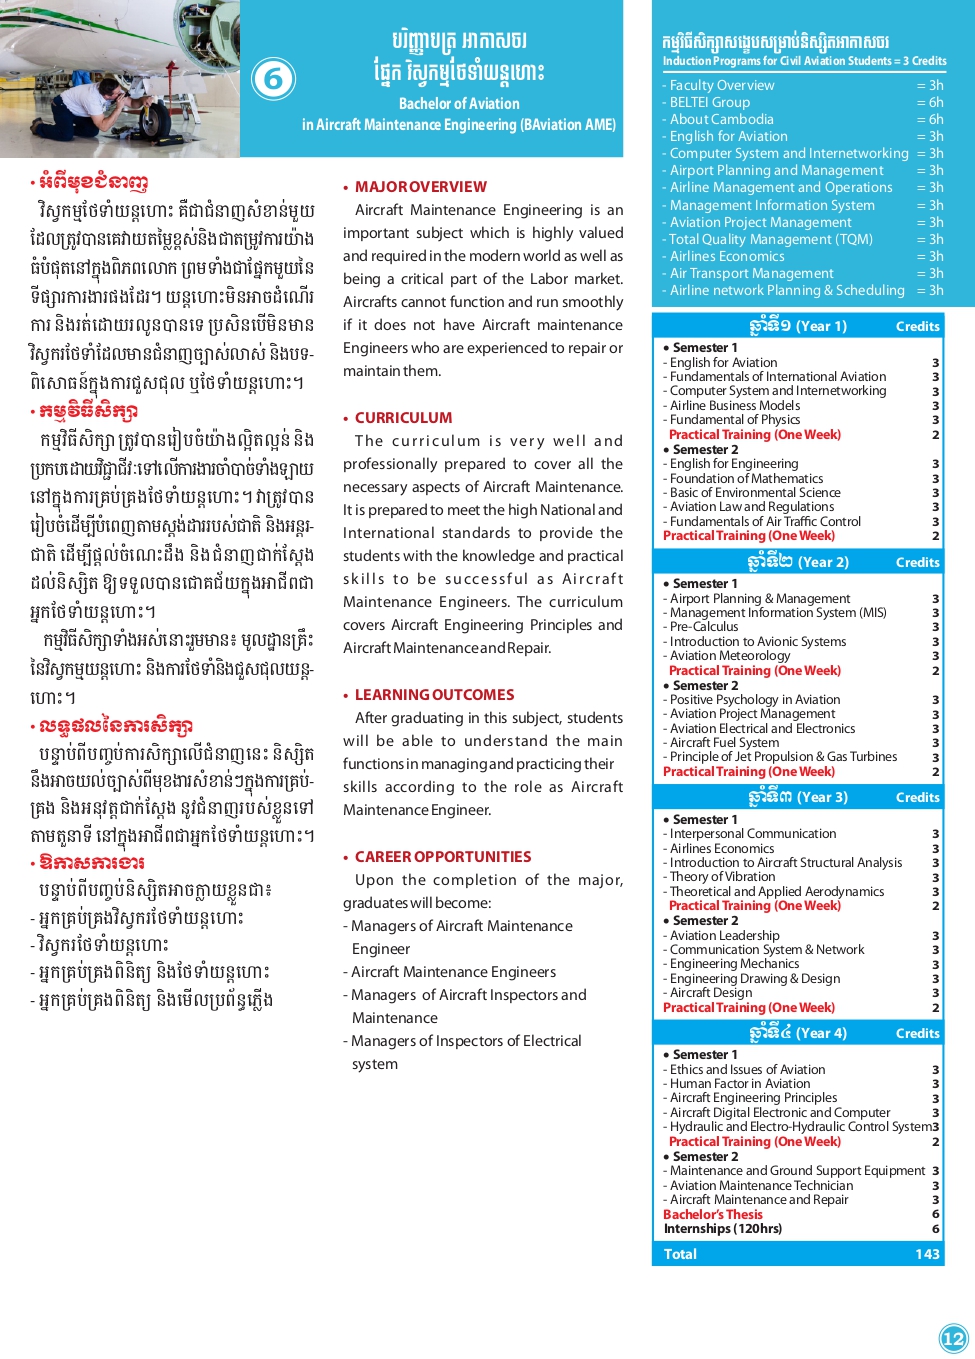 6
បរិញ្ញាបត្រ អាកាសចរ
ផ្នែក វិស្វកម្មថែទាំយន្តហោះ
Bachelor of Aviation
in Aircraft Maintenance Engineering (BAviation AME)
• អំពីមុខជំនាញ
វិស្វកម្មថែទាំយន្តហោះ គឺជាជំនាញសំខាន់មួយ
ដែលត្រូវបានគេវាយតម្លៃខ្ពស់និងជាតម្រូវការយ៉ាង
ធំបំផុតនៅក្នុងពិភពលោក ព្រមទាំងជាផ្នែកមួយនៃ
ទីផ្សារការងារផងដែរ។ យន្តហោះមិនអាចដំណើរ
ការ និងរត់ដោយរលូនបានទេ ប្រសិនបើមិនមាន
វិស្វករថែទាំដែលមានជំនាញច្បាស់លាស់ និងបទ-
ពិសោធន៍ក្នុងការជួសជុល ឬថែទាំយន្តហោះ។
• កម្មវិធីសិក្សា
កម្មវិធីសិក្សា ត្រូវបានរៀបចំយ៉ាងល្អិតល្អន់ និង
ប្រកបដោយវិជ្ជាជីវៈទៅលើការងារចាំបាច់ទាំងឡាយ
នៅក្នុងការគ្រប់គ្រងថែទាំយន្តហោះ។ វាត្រូវបាន
រៀបចំដើម្បីបំពេញតាមស្តង់ដាររបស់ជាតិ និងអន្តរ-
ជាតិ ដើម្បីផ្តល់ចំណេះដឹង និងជំនាញជាក់ស្តែង
ដល់និស្សិត ឱ្យទទួលបានជោគជ័យក្នុងអាជីពជា
អ្នកថែទាំយន្តហោះ។
កម្មវិធីសិក្សាទាំងអស់នោះរួមមាន៖ មូលដ្ឋានគ្រឹះ
នៃវិស្វកម្មយន្តហោះ និងការថែទាំនិងជួសជុលយន្ត-
ហោះ។
• លទ្ធផលនៃការសិក្សា
បន្ទាប់ពីបញ្ចប់ការសិក្សាលើជំនាញនេះ និស្សិត
នឹងអាចយល់ច្បាស់ពីមុខងារសំខាន់ៗក្នុងការគ្រប់-
គ្រង និងអនុវត្តជាក់ស្តែង នូវជំនាញរបស់ខ្លួនទៅ
តាមតួនាទី នៅក្នុងអាជីពជាអ្នកថែទាំយន្តហោះ។
• ឱកាសការងារ
បន្ទាប់ពីបញ្ចប់និស្សិតអាចក្លាយខ្លួនជា៖
- អ្នកគ្រប់គ្រងវិស្វករថែទាំយន្តហោះ
- វិស្វករថែទាំយន្តហោះ
- អ្នកគ្រប់គ្រងពិនិត្យ និងថែទាំយន្តហោះ
- អ្នកគ្រប់គ្រងពិនិត្យ និងមើលប្រព័ន្ធភ្លើង
• MAJOR OVERVIEW
Aircraft Maintenance Engineering is an
important subject which is highly valued
and required in the modern world as well as
being a critical part of the Labor market.
Aircrafts cannot function and run smoothly
if it does not have Aircraft maintenance
Engineers who are experienced to repair or
maintain them.
• CURRICULUM
The curriculum is very well and
professionally prepared to cover all the
necessary aspects of Aircraft Maintenance.
It is prepared to meet the high National and
International standards to provide the
students with the knowledge and practical
skills to be successful as Aircraft
Maintenance Engineers. The curriculum
covers Aircraft Engineering Principles and
Aircraft Maintenance and Repair.
• LEARNING OUTCOMES
After graduating in this subject, students
will be able to understand the main
functions in managing and practicing their
skills according to the role as Aircraft
Maintenance Engineer.
• CAREER OPPORTUNITIES
Upon the completion of the major,
graduates will become:
- Managers of Aircraft Maintenance
Engineer
- Aircraft Maintenance Engineers
- Managers of Aircraft Inspectors and
Maintenance
- Managers of Inspectors of Electrical
system
កម្មវិធីសិក្សាសង្ខេបសម្រាប់និស្សិតអាកាសចរ
Induction Programs for Civil Aviation Students = 3 Credits
- Faculty Overview = 3h
- BELTEI Group = 6h
- About Cambodia = 6h
- English for Aviation = 3h
- Computer System and Internetworking = 3h
- Airport Planning and Management = 3h
- Airline Management and Operations = 3h
- Management Information System = 3h
- Aviation Project Management = 3h
- Total Quality Management (TQM) = 3h
- Airlines Economics = 3h
- Air Transport Management = 3h
- Airline network Planning & Scheduling = 3h
ឆ្នាំទី១ (Year 1) Credits
• Semester 1
- English for Aviation 3
- Fundamentals of International Aviation 3
- Computer System and Internetworking 3
- Airline Business Models 3
- Fundamental of Physics 3
Practical Training (One Week) 2
• Semester 2
- English for Engineering 3
- Foundation of Mathematics 3
- Basic of Environmental Science 3
- Aviation Law and Regulations 3
- Fundamentals of Air Traffic Control 3
Practical Training (One Week) 2
ឆ្នាំទី២ (Year 2) Credits
• Semester 1
- Airport Planning & Management 3
- Management Information System (MIS) 3
- Pre-Calculus 3
- Introduction to Avionic Systems 3
- Aviation Meteorology 3
Practical Training (One Week) 2
• Semester 2
- Positive Psychology in Aviation 3
- Aviation Project Management 3
- Aviation Electrical and Electronics 3
- Aircraft Fuel System 3
- Principle of Jet Propulsion & Gas Turbines 3
Practical Training (One Week) 2
ឆ្នាំទី៣ (Year 3) Credits
• Semester 1
- Interpersonal Communication 3
- Airlines Economics 3
- Introduction to Aircraft Structural Analysis 3
- Theory of Vibration 3
- Theoretical and Applied Aerodynamics 3
Practical Training (One Week) 2
• Semester 2
- Aviation Leadership 3
- Communication System & Network 3
- Engineering Mechanics 3
- Engineering Drawing & Design 3
- Aircraft Design 3
Practical Training (One Week) 2
ឆ្នាំទី៤ (Year 4) Credits
• Semester 1
- Ethics and Issues of Aviation 3
- Human Factor in Aviation 3
- Aircraft Engineering Principles 3
- Aircraft Digital Electronic and Computer 3
- Hydraulic and Electro-Hydraulic Control System 3
Practical Training (One Week) 2
• Semester 2
- Maintenance and Ground Support Equipment 3
- Aviation Maintenance Technician 3
- Aircraft Maintenance and Repair 3
Bachelor's Thesis 6
Internships (120hrs) 6
Total 143
12